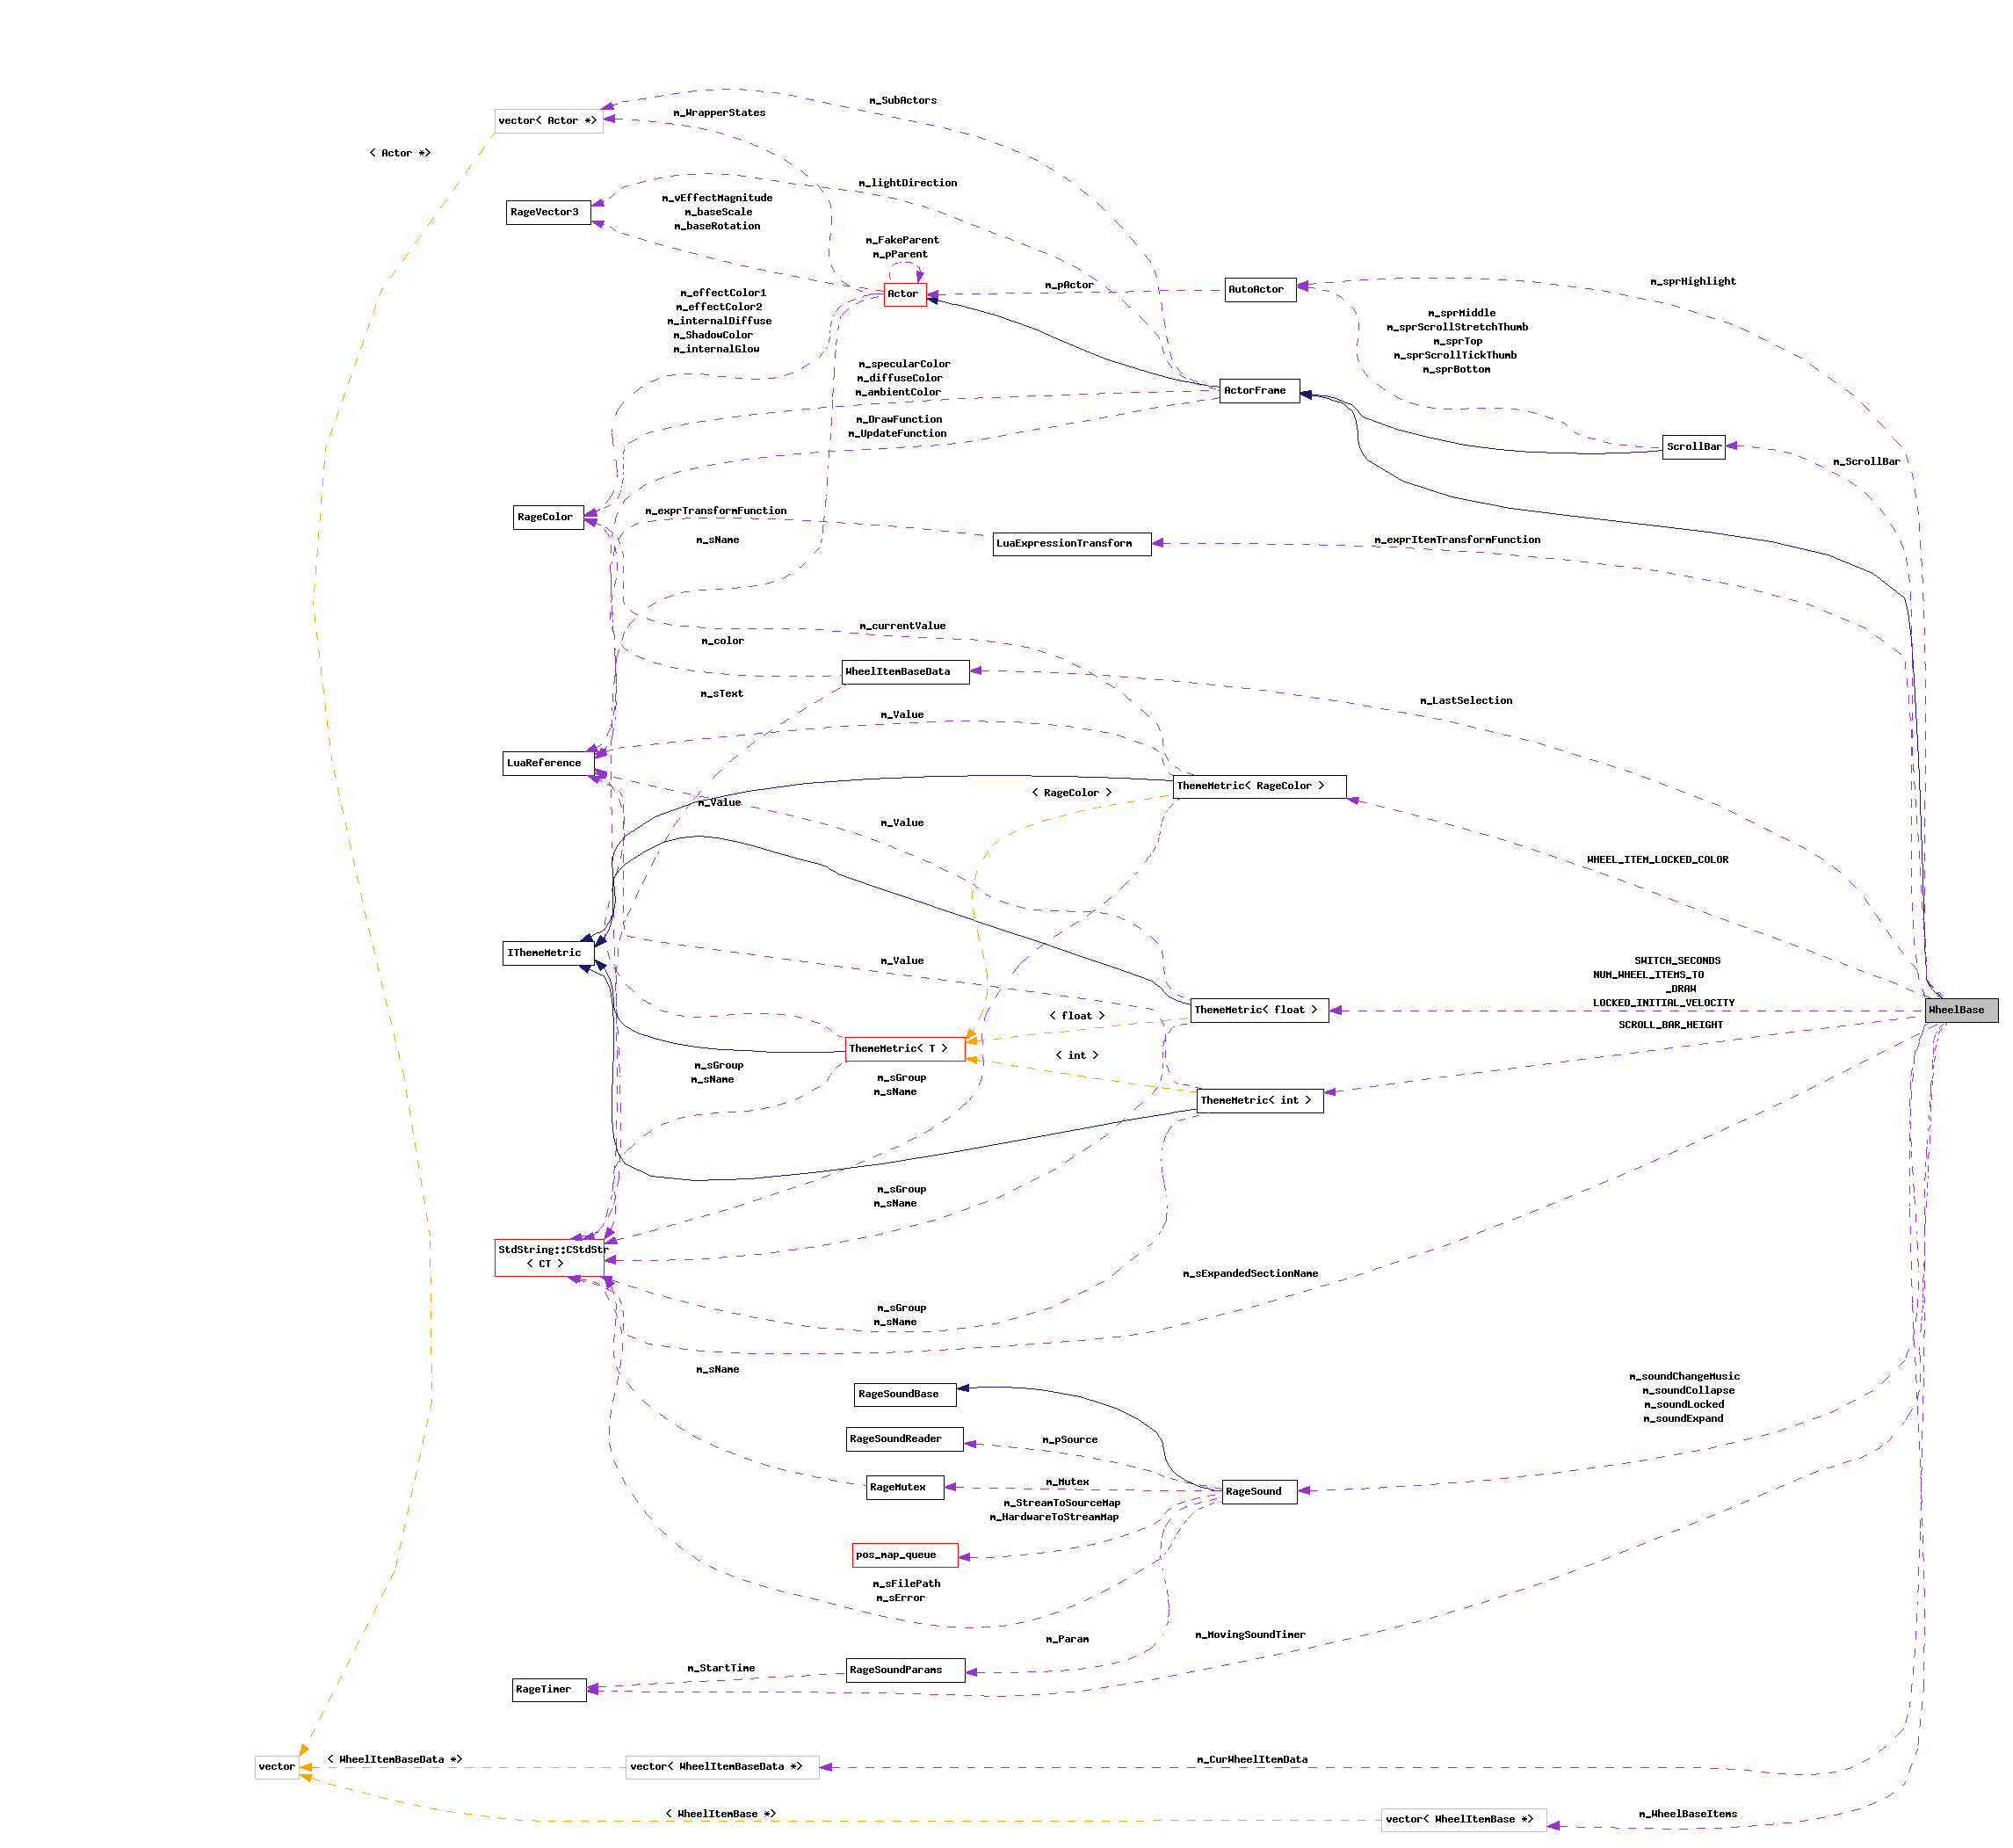 m_SubActors
m_WrapperStates
vector< Actor *>
< Actor *>
m_lightDirection
m_vEffectMagnitude
m_baseScale
m_baseRotation
RageVector3
m_FakeParent
m_pParent
m_pActor
AutoActor
m_sprHighlight
Actor
m_effectColor1
m_effectColor2
m_internalDiffuse
m_ShadowColor
m_internalGlow
m_sprMiddle
m_sprScrollStretchThumb
m_sprTop
m_sprScrollTickThumb
m_sprBottom
m_specularColor
m_diffuseColor
m_ambientColor
ActorFrame
m_DrawFunction
m_UpdateFunction
ScrollBar
m_ScrollBar
RageColor
m_exprTransformFunction
m_sName
LuaExpressionTransform
m_exprItemTransformFunction
m_currentValue
m_color
WheelItemBaseData
m_sText
m_LastSelection
m_Value
LuaReference
ThemeMetric< RageColor >
< RageColor >
m_Value
m_Value
WHEEL_ITEM_LOCKED_COLOR
IThemeMetric
m_Value
SWITCH_SECONDS
NUM_WHEEL_ITEMS_TO
_DRAW
LOCKED_INITIAL_VELOCITY
ThemeMetric< float >
WheelBase
< float >
SCROLL_BAR_HEIGHT
ThemeMetric< T >
< int >
m_sGroup
m_sName
m_sGroup
m_sName
ThemeMetric< int >
m_sGroup
m_sName
StdString::CStdStr
< CT >
m_sExpandedSectionName
m_sGroup
m_sName
m_sName
RageSoundBase
m_soundChangeMusic
m_soundCollapse
m_soundLocked
m_soundExpand
RageSoundReader
m_pSource
RageMutex
m_Mutex
RageSound
m_StreamToSourceMap
m_HardwareToStreamMap
pos_map_queue
m_sFilePath
m_sError
m_Param
m_MovingSoundTimer
m_StartTime
RageSoundParams
RageTimer
vector
< WheelItemBaseData *>
vector< WheelItemBaseData *>
m_CurWheelItemData
< WheelItemBase *>
vector< WheelItemBase *>
m_WheelBaseItems